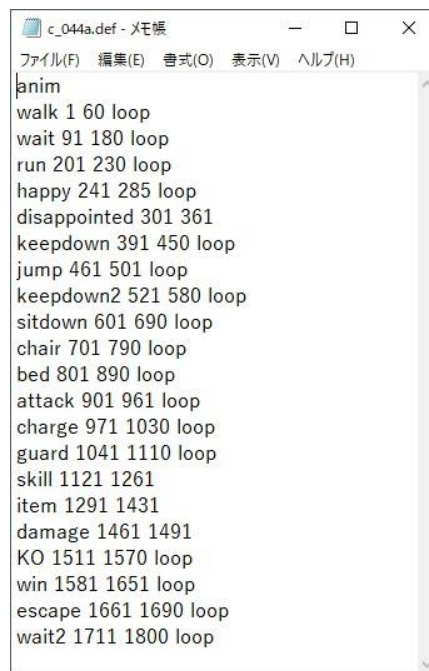 c_044a.def - メモ帳
ファイル(F) 編集(E) 書式(O) 表示(V) ヘルプ(H)
anim
walk 1 60 loop
wait 91 180 loop
run 201 230 loop
happy 241 285 loop
disappointed 301 361
keepdown 391 450 loop
jump 461 501 loop
keepdown2 521 580 loop
sitdown 601 690 loop
chair 701 790 loop
bed 801 890 loop
attack 901 961 loop
charge 971 1030 loop
guard 1041 1110 loop
skill 1121 1261
item 1291 1431
damage 1461 1491
KO 1511 1570 loop
win 1581 1651 loop
escape 1661 1690 loop
wait2 1711 1800 loop